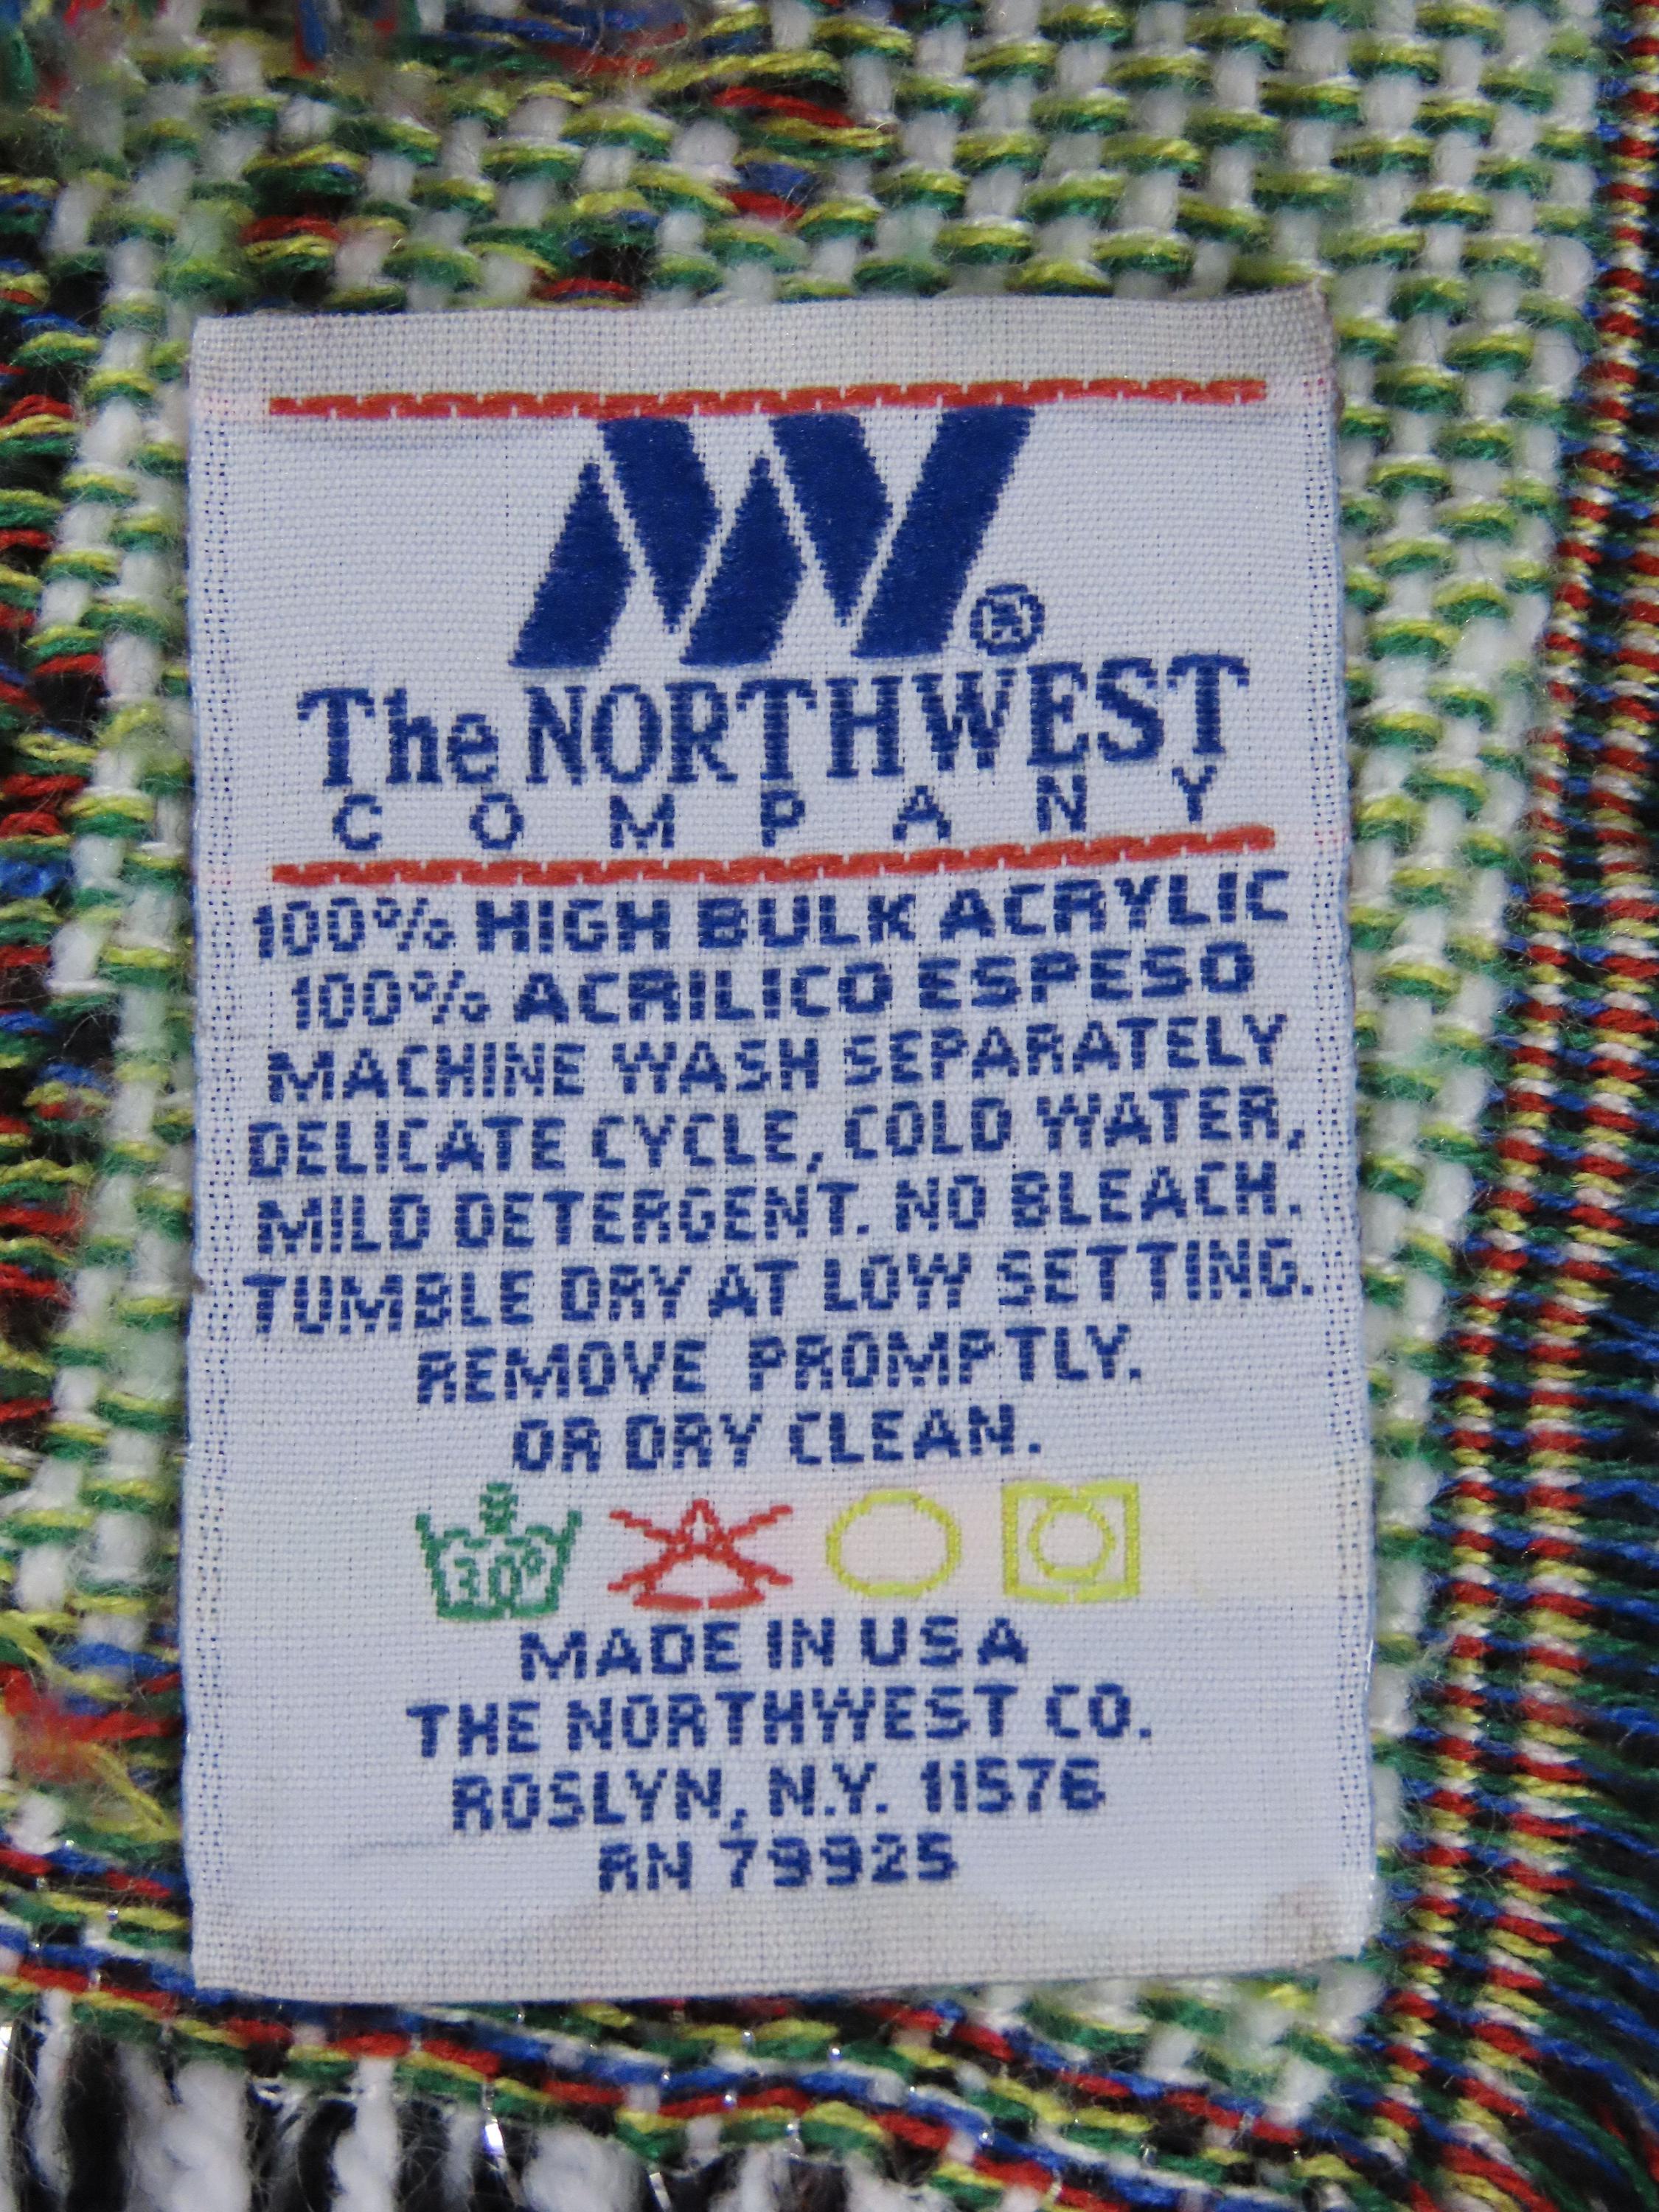 ®
The NORTHWEST
COMPANY
100% HIGH BULK ACRYLIC
100% ACRILICO ESPESO
MACHINE WASH SEPARATELY
DELICATE CYCLE, COLD WATER,
MILD DETERGENT. NO BLEACH.
TUMBLE DRY AT LOW SETTING.
REMOVE PROMPTLY.
OR DRY CLEAN.
30°
MADE IN USA
THE NORTHWEST CO.
ROSLYN, N.Y. 11576
RN 79925